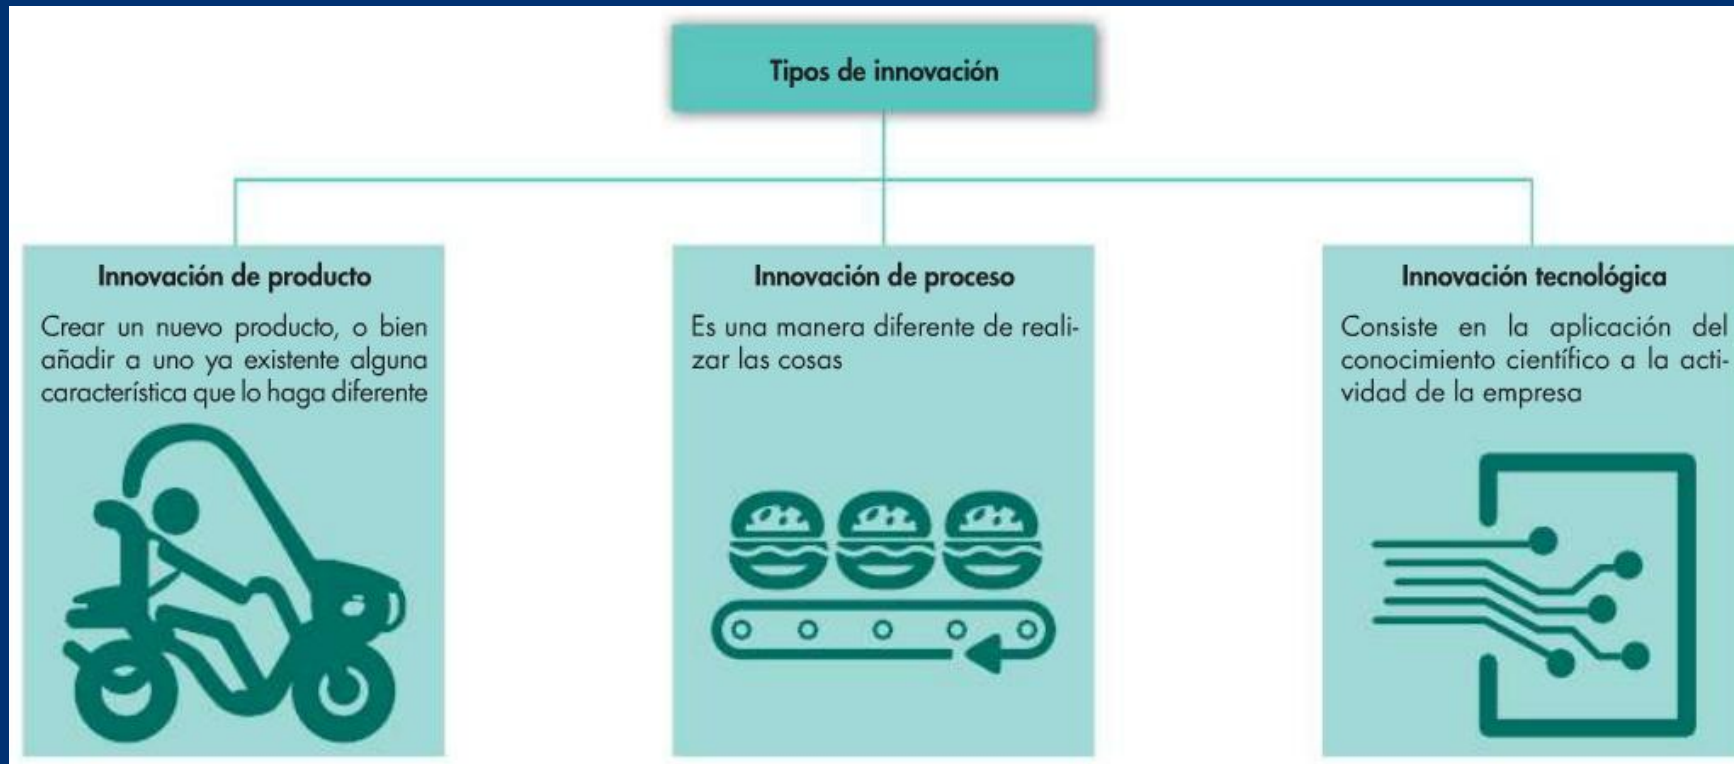 Tipos de innovación
Innovación de producto
Crear un nuevo producto, o bien
añadir a uno ya existente alguna
característica que lo haga diferente
Innovación de proceso
Es una manera diferente de reali-
zar las cosas
Innovación tecnológica
Consiste en la aplicación del
conocimiento científico a la acti-
vidad de la empresa